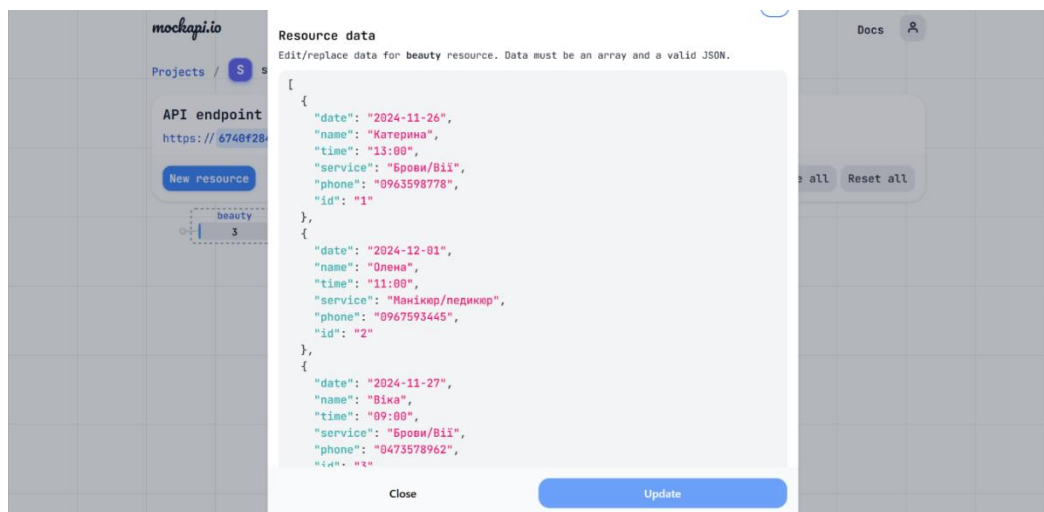 mockapi.io
Docs
Projects / S s
API endpoint
https://6740f284
New resource
e all Reset all
beauty
3
Resource data
Edit/replace data for beauty resource. Data must be an array and a valid JSON.
[
{
"date": "2024-11-26",
"name": "Катерина",
"time": "13:00",
"service": "Брови/Вії",
"phone": "0963598778",
"id": "1"
},
{
"date": "2024-12-01",
"name": "Олена",
"time": "11:00",
"service": "Манікюр/педикюр",
"phone": "0967593445",
"id": "2"
},
{
"date": "2024-11-27",
"name": "Віка",
"time": "09:00",
"service": "Брови/Вії",
"phone": "0473578962",
"id": "3"
Close Update